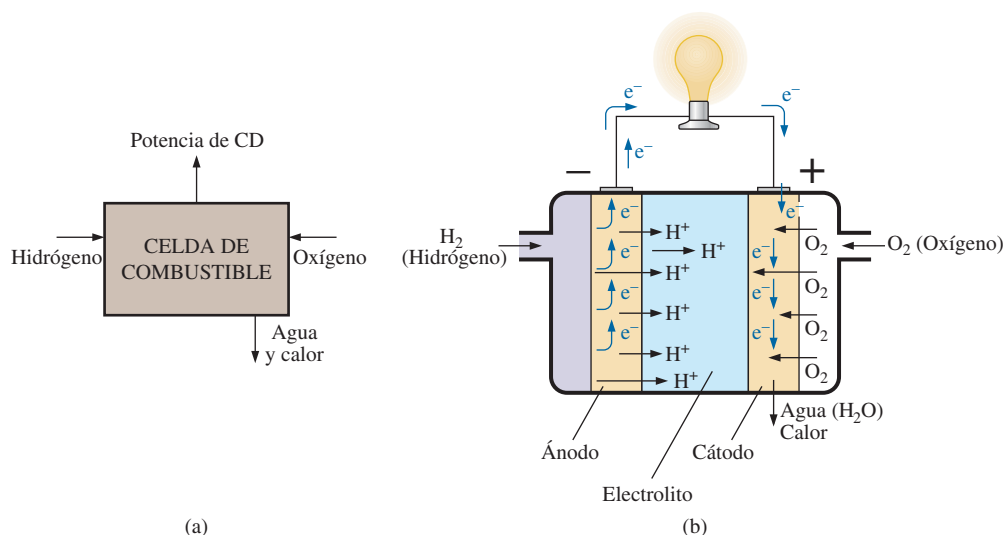 Potencia de CD
Hidrógeno
CELDA DE
COMBUSTIBLE
Oxígeno
Agua
y calor
(a)
e⁻
e⁻
e⁻
−
+
e⁻
e⁻
H₂
(Hidrógeno)
e⁻
e⁻
e⁻
H⁺
H⁺
H⁺
H⁺
H⁺
H⁺
e⁻
e⁻
e⁻
O₂
O₂
O₂
O₂
O₂ (Oxígeno)
Agua (H₂O)
Calor
Ánodo
Cátodo
Electrolito
(b)